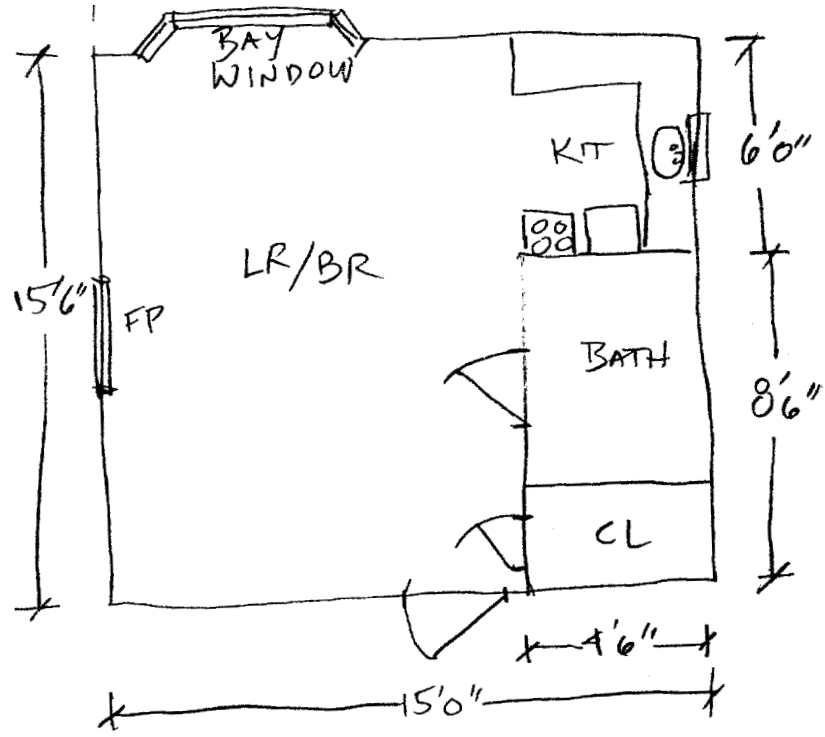 BAY
WINDOW
KIT
6'0"
LR/BR
15'6"
FP
BATH
8'6"
CL
4'6"
15'0"